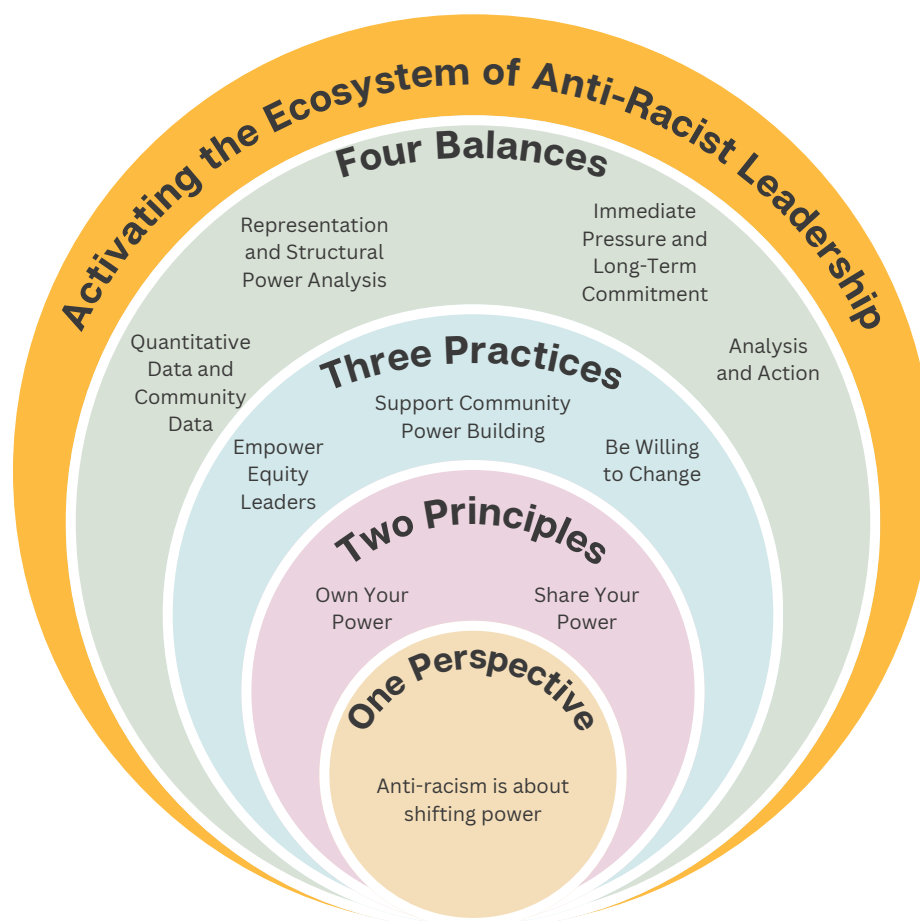 Activating the Ecosystem of Anti-Racist Leadership
Four Balances
Quantitative
Data and
Community
Data
Representation
and Structural
Power Analysis
Immediate
Pressure and
Long-Term
Commitment
Analysis
and Action
Three Practices
Empower
Equity
Leaders
Support Community
Power Building
Be Willing
to Change
Two Principles
Own Your
Power
Share Your
Power
One Perspective
Anti-racism is about
shifting power